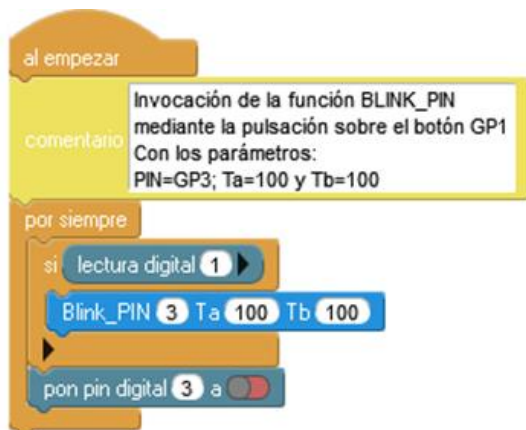 al empezar
comentario
Invocación de la función BLINK_PIN
mediante la pulsación sobre el botón GP1
Con los parámetros:
PIN=GP3; Ta=100 y Tb=100
por siempre
si lectura digital 1
Blink_PIN 3 Ta 100 Tb 100
pon pin digital 3 a